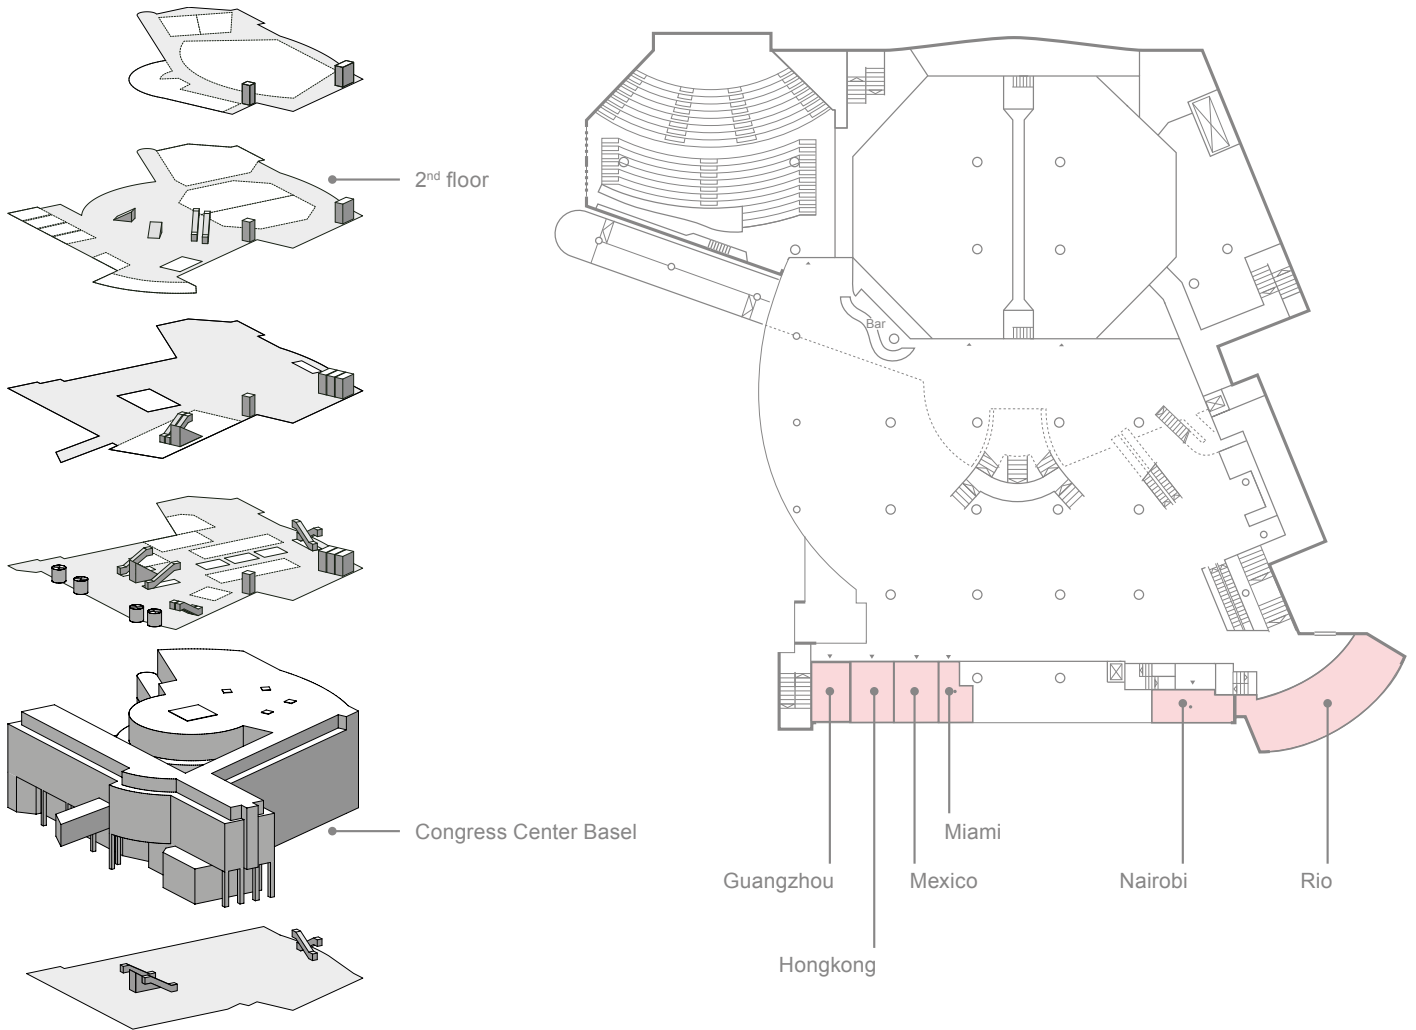 2nd floor
Bar
Congress Center Basel
Miami
Guangzhou
Mexico
Nairobi
Rio
Hongkong